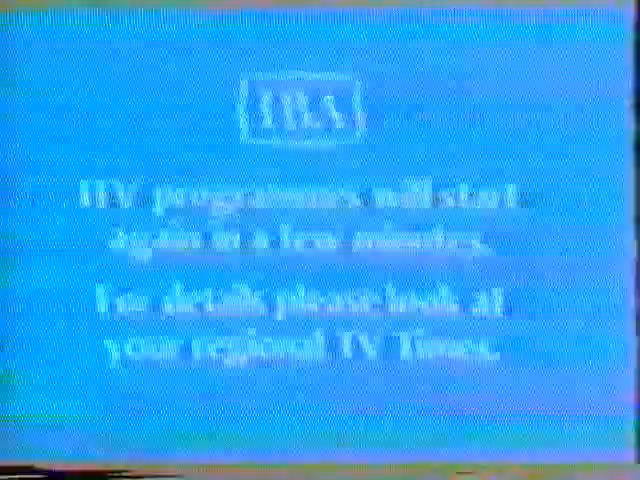 IBA
ITV programmes will start
again in a few minutes.
For details please look at
your regional TV Times.